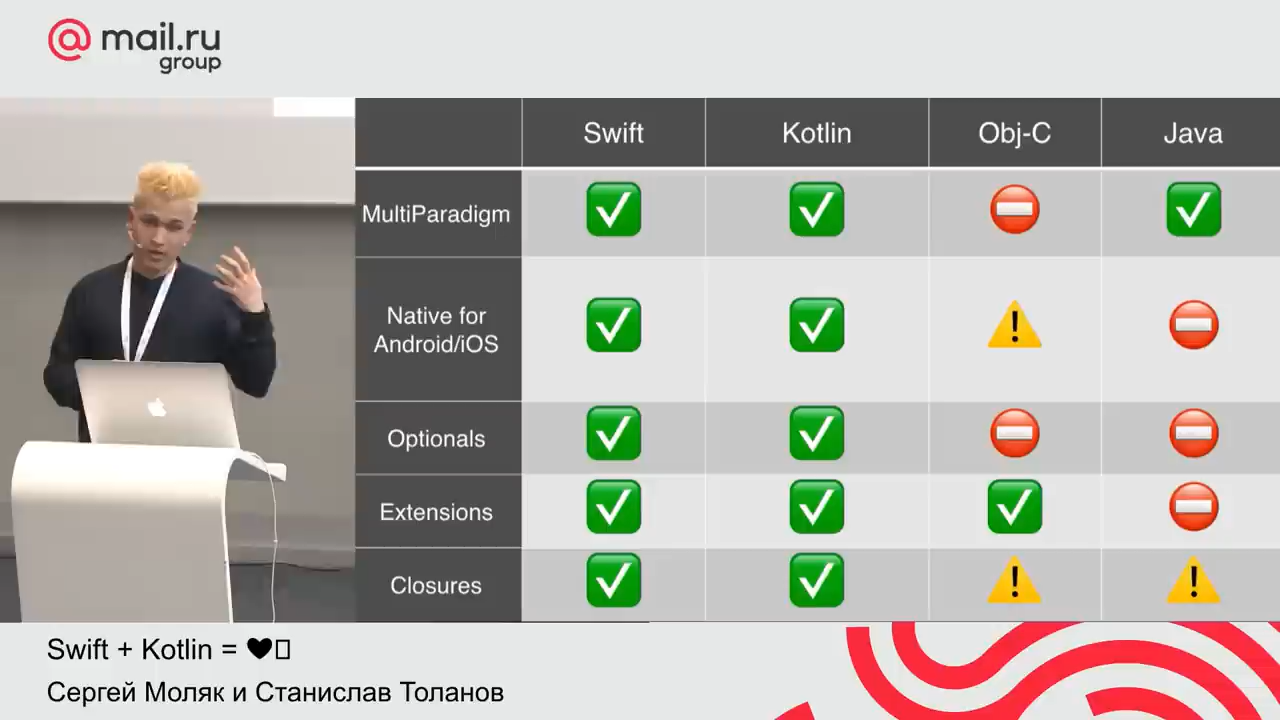 @ mail.ru
group
Swift Kotlin Obj-C Java
MultiParadigm
Native for
Android/iOS
Optionals
Extensions
Closures
Swift + Kotlin = ♥
Сергей Моляк и Станислав Толанов